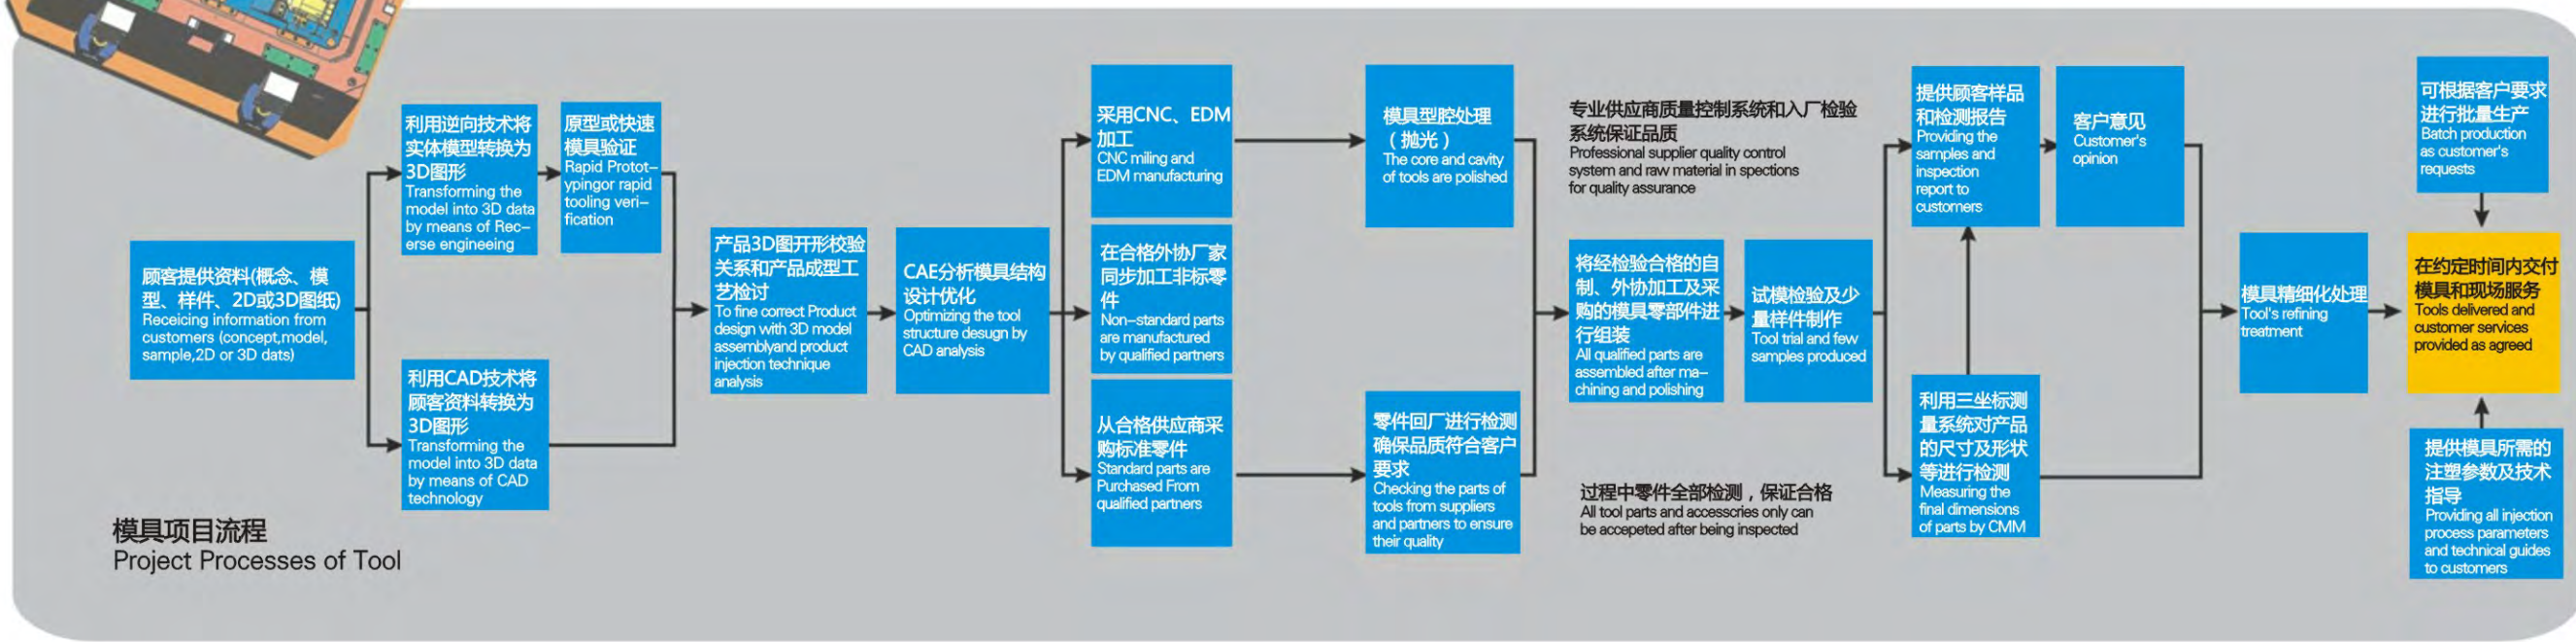 顾客提供资料(概念、模
型、样件、2D或3D图纸)
Receicing information from
customers (concept,model,
sample,2D or 3D dats)
利用逆向技术将
实体模型转换为
3D图形
Transforming the
model into 3D data
by means of Rec-
erse engineeing
原型或快速
模具验证
Rapid Protot-
ypingor rapid
tooling veri-
fication
利用CAD技术将
顾客资料转换为
3D图形
Transforming the
model into 3D data
by means of CAD
technology
产品3D图开形校验
关系和产品成型工
艺检讨
To fine correct Product
design with 3D model
assemblyand product
injection technique
analysis
CAE分析模具结构
设计优化
Optimizing the tool
structure desugn by
CAD analysis
采用CNC、EDM
加工
CNC miling and
EDM manufacturing
在合格外协厂家
同步加工非标零
件
Non-standard parts
are manufactured
by qualified partners
从合格供应商采
购标准零件
Standard parts are
Purchased From
qualified partners
模具型腔处理
（抛光）
The core and cavity
of tools are polished
零件回厂进行检测
确保品质符合客户
要求
Checking the parts of
tools from suppliers
and partners to ensure
their quality
专业供应商质量控制系统和入厂检验
系统保证品质
Professional supplier quality control
system and raw material in spections
for quality assurance
将经检验合格的自
制、外协加工及采
购的模具零部件进
行组装
All qualified parts are
assembled after ma-
chining and polishing
试模检验及少
量样件制作
Tool trial and few
samples produced
过程中零件全部检测，保证合格
All tool parts and accesscries only can
be accepeted after being inspected
提供顾客样品
和检测报告
Providing the
samples and
inspection
report to
customers
客户意见
Customer's
opinion
利用三坐标测
量系统对产品
的尺寸及形状
等进行检测
Measuring the
final dimensions
of parts by CMM
模具精细化处理
Tool's refining
treatment
可根据客户要求
进行批量生产
Batch production
as customer's
requests
在约定时间内交付
模具和现场服务
Tools delivered and
customer services
provided as agreed
提供模具所需的
注塑参数及技术
指导
Providing all injection
process parameters
and technical guides
to customers
模具项目流程
Project Processes of Tool